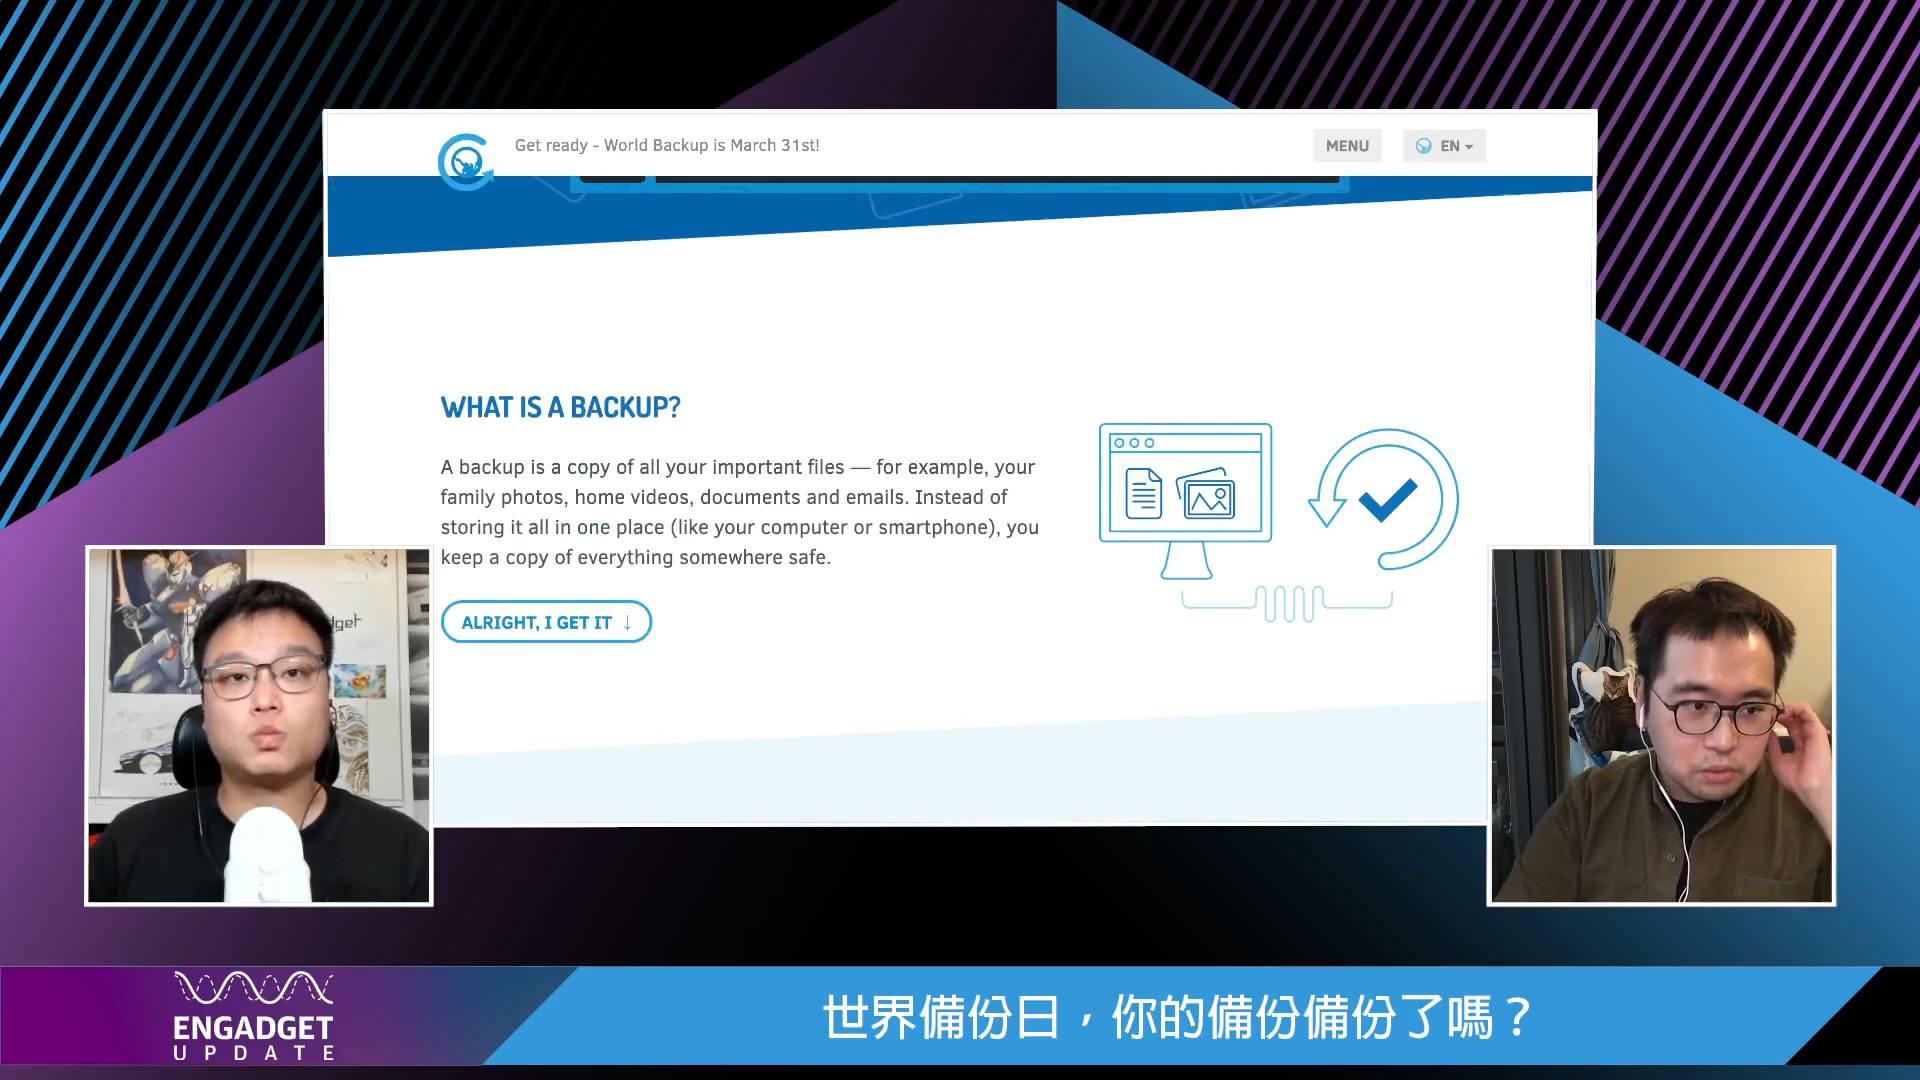 Get ready - World Backup is March 31st!
MENU
EN
WHAT IS A BACKUP?
A backup is a copy of all your important files — for example, your
family photos, home videos, documents and emails. Instead of
storing it all in one place (like your computer or smartphone), you
keep a copy of everything somewhere safe.
ALRIGHT, I GET IT ↓
dget
ENGADGET
UPDATE
世界備份日，你的備份備份了嗎？